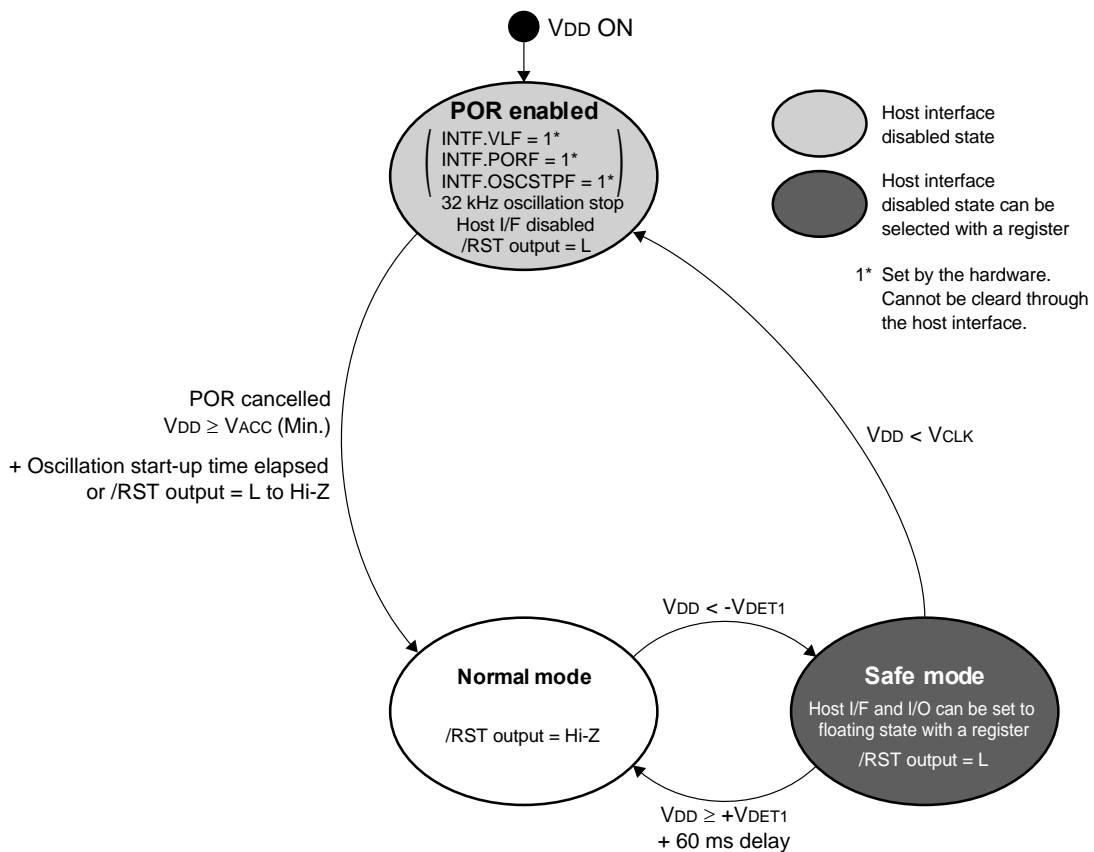 VDD ON
POR enabled
INTF.VLF = 1*
INTF.PORF = 1*
INTF.OSCSTPF = 1*
32 kHz oscillation stop
Host I/F disabled
/RST output = L
Host interface
disabled state
Host interface
disabled state can be
selected with a register
1* Set by the hardware.
Cannot be cleard through
the host interface.
POR cancelled
VDD ≥ VACC (Min.)
+ Oscillation start-up time elapsed
or /RST output = L to Hi-Z
VDD < VCLK
VDD < -VDET1
Normal mode
/RST output = Hi-Z
Safe mode
Host I/F and I/O can be set to
floating state with a register
/RST output = L
VDD ≥ +VDET1
+ 60 ms delay